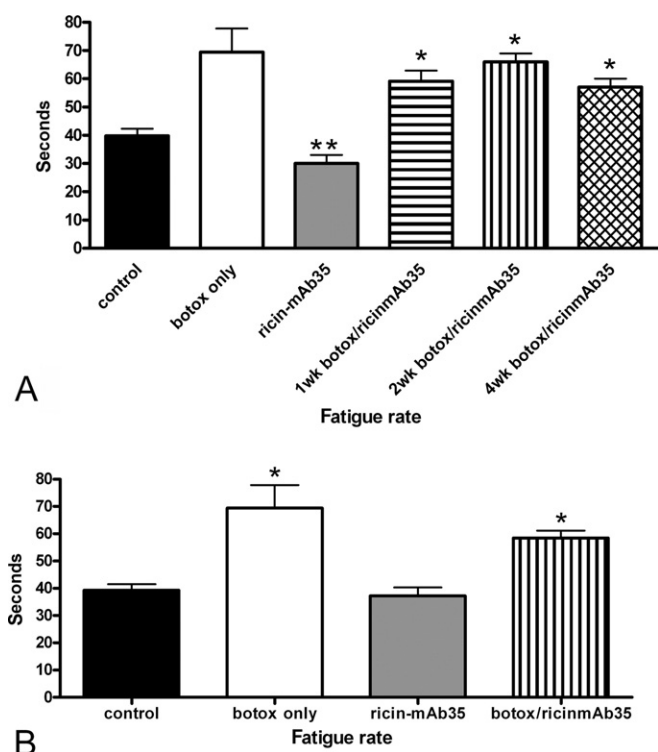 80
70
60
50
40
30
20
10
0
Seconds
*
*
*
**
control
botox only
ricin-mAb35
1wk botox/ricinmAb35
2wk botox/ricinmAb35
4wk botox/ricinmAb35
A
Fatigue rate
80
70
60
50
40
30
20
10
0
Seconds
*
*
control
botox only
ricin-mAb35
botox/ricinmAb35
B
Fatigue rate